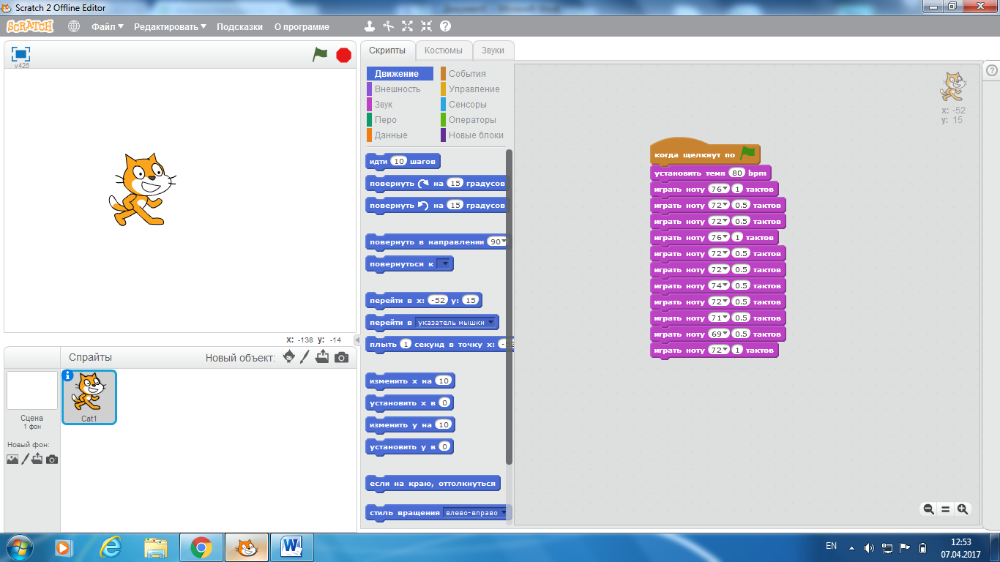 Scratch 2 Offline Editor
SCRATCH Файл Редактировать Подсказки О программе
v426
x: -138 y: -14
Спрайты Новый объект:
Сцена
1 фон
Новый фон:
Cat1
Скрипты Костюмы Звуки
Движение События
Внешность Управление
Звук Сенсоры
Перо Операторы
Данные Новые блоки
идти 10 шагов
повернуть на 15 градусов
повернуть на 15 градусов
повернуть в направлении 90
повернуться к
перейти в x: -52 y: 15
перейти в указатель мышки
плыть 1 секунд в точку x: -52
изменить x на 10
установить x в 0
изменить y на 10
установить y в 0
если на краю, оттолкнуться
стиль вращения влево-вправо
x: -52
y: 15
когда щелкнут по
установить темп 80 bpm
играть ноту 76 1 тактов
играть ноту 72 0.5 тактов
играть ноту 72 0.5 тактов
играть ноту 76 1 тактов
играть ноту 72 0.5 тактов
играть ноту 72 0.5 тактов
играть ноту 74 0.5 тактов
играть ноту 72 0.5 тактов
играть ноту 71 0.5 тактов
играть ноту 69 0.5 тактов
играть ноту 72 1 тактов
EN 12:53
07.04.2017